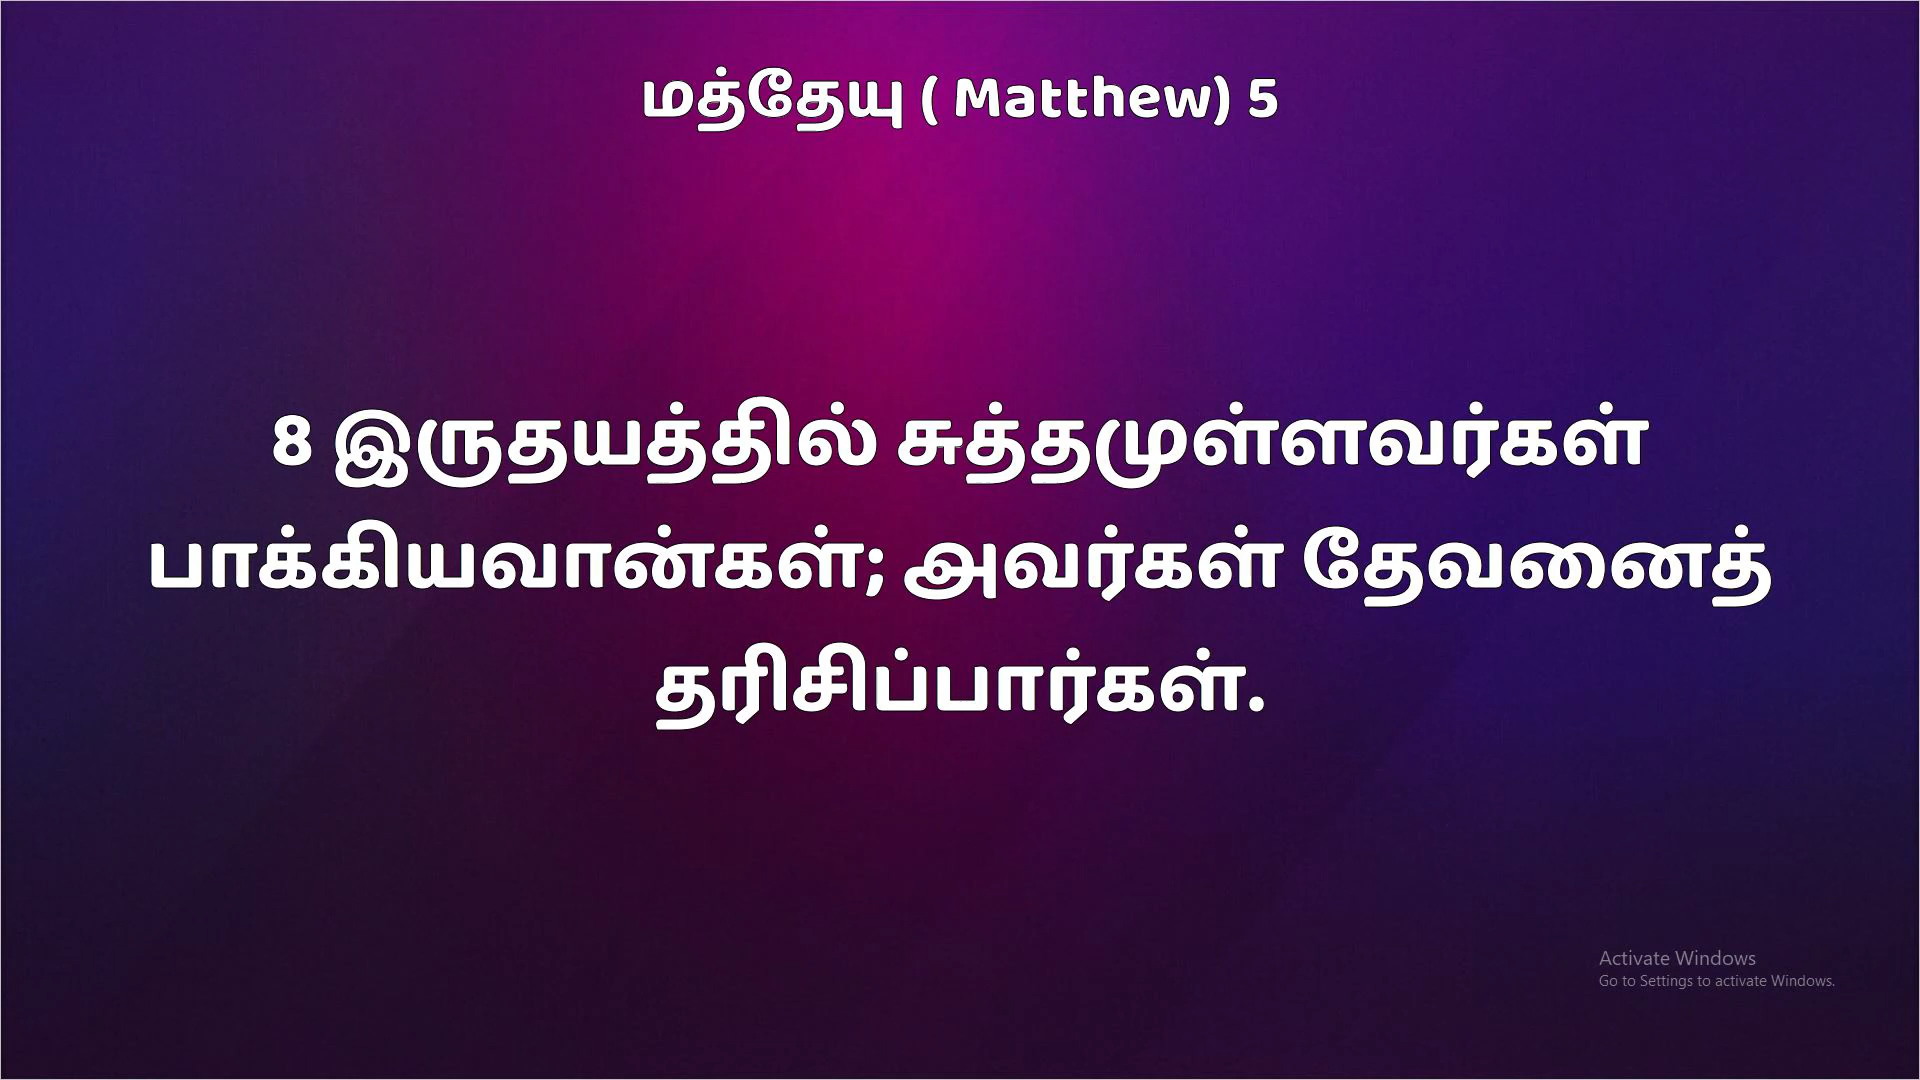 மத்தேயு ( Matthew) 5
8 இருதயத்தில் சுத்தமுள்ளவர்கள்
பாக்கியவான்கள்; அவர்கள் தேவனைத்
தரிசிப்பார்கள்.
Activate Windows
Go to Settings to activate Windows.